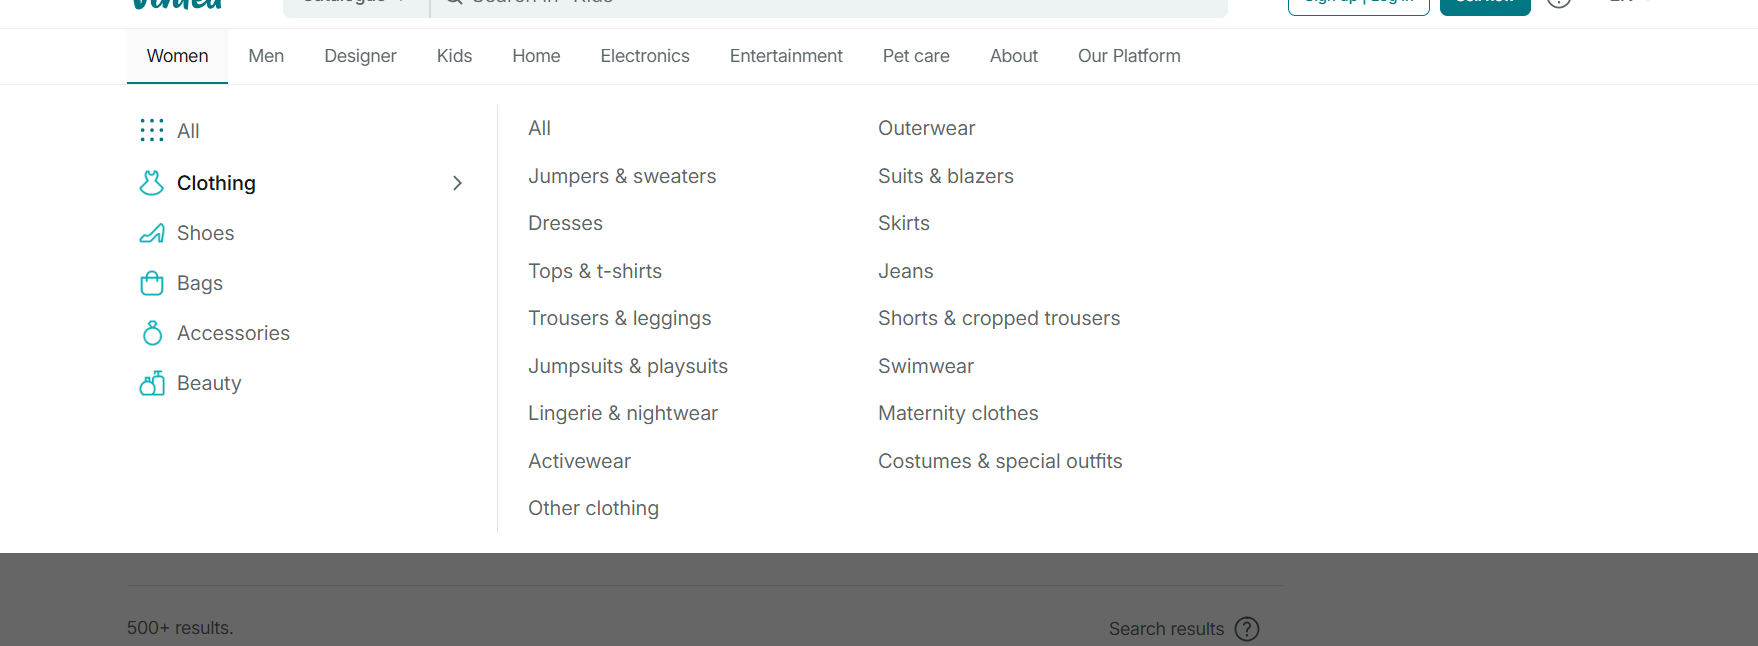 Women Men Designer Kids Home Electronics Entertainment Pet care About Our Platform
All
Clothing
Shoes
Bags
Accessories
Beauty
All
Jumpers & sweaters
Dresses
Tops & t-shirts
Trousers & leggings
Jumpsuits & playsuits
Lingerie & nightwear
Activewear
Other clothing
Outerwear
Suits & blazers
Skirts
Jeans
Shorts & cropped trousers
Swimwear
Maternity clothes
Costumes & special outfits
500+ results.
Search results ?